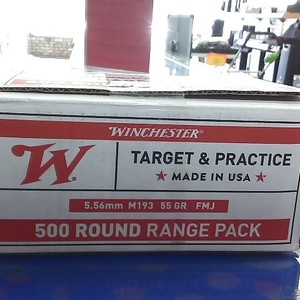 WINCHESTER
W
TARGET & PRACTICE
★ MADE IN USA ★
5.56mm M193 55 GR FMJ
500 ROUND RANGE PACK